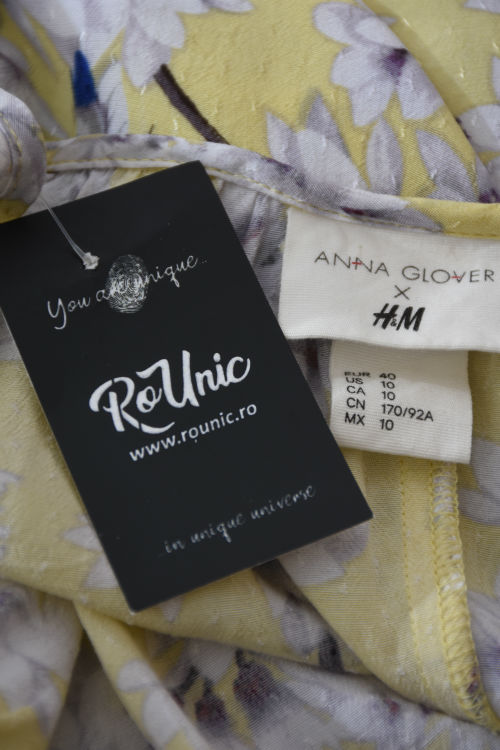 You are unique..
RoUnic
www.rounic.ro
...in unique universe
ANNA GLOVER
X
H&M
EUR 40
US 10
CA 10
CN 170/92A
MX 10